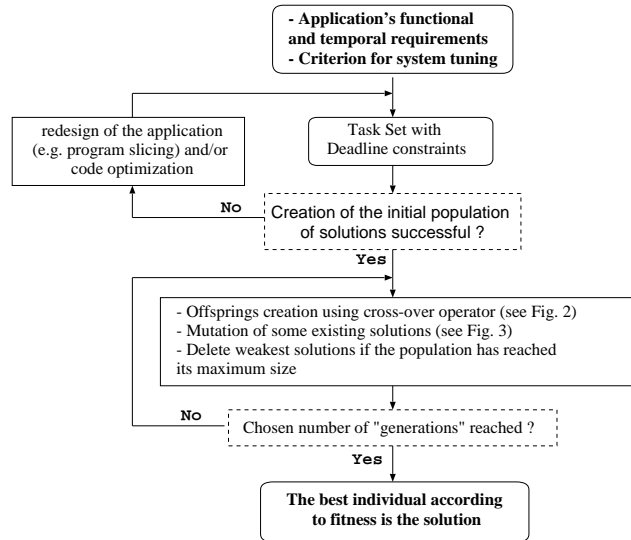 - Application's functional
and temporal requirements
- Criterion for system tuning
redesign of the application
(e.g. program slicing) and/or
code optimization
Task Set with
Deadline constraints
No
Creation of the initial population
of solutions successful ?
Yes
- Offsprings creation using cross-over operator (see Fig. 2)
- Mutation of some existing solutions (see Fig. 3)
- Delete weakest solutions if the population has reached
its maximum size
No
Chosen number of "generations" reached ?
Yes
The best individual according
to fitness is the solution